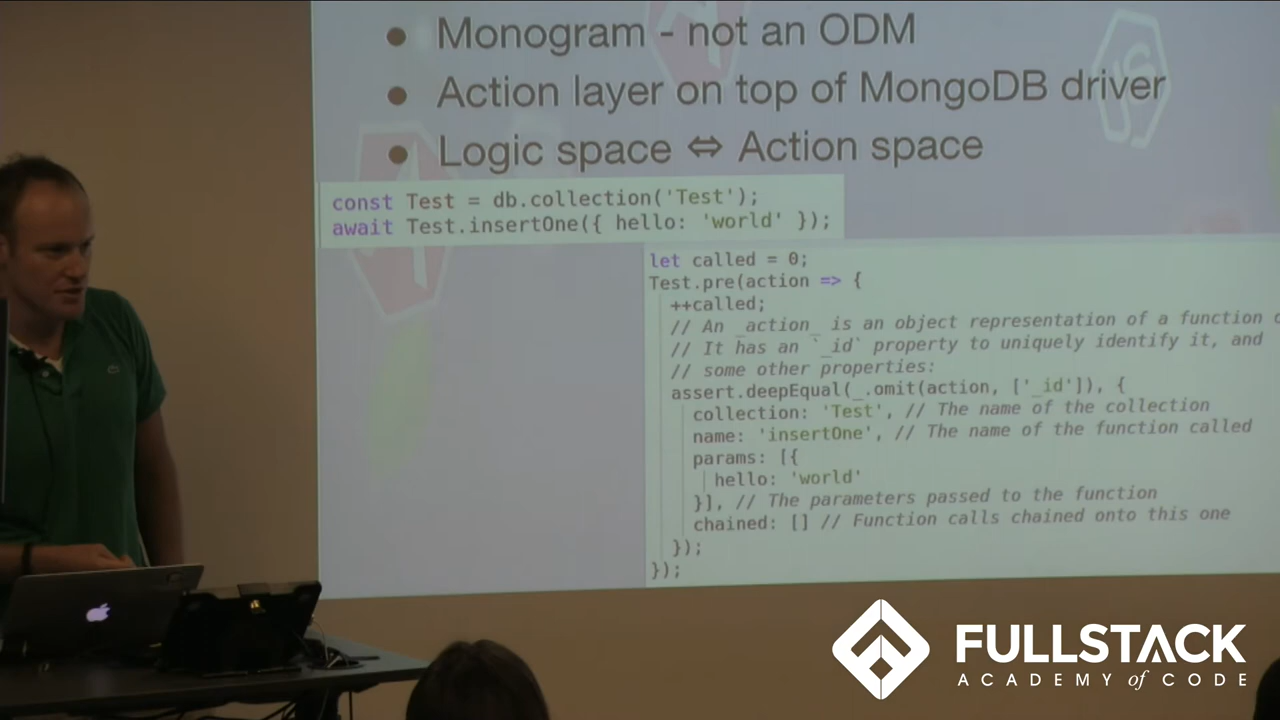 ● Monogram - not an ODM
● Action layer on top of MongoDB driver
● Logic space ⇔ Action space
const Test = db.collection('Test');
await Test.insertOne({ hello: 'world' });
let called = 0;
Test.pre(action => {
++called;
// An _action_ is an object representation of a function
// It has an `_id` property to uniquely identify it, and
// some other properties:
assert.deepEqual(_.omit(action, ['_id']), {
collection: 'Test', // The name of the collection
name: 'insertOne', // The name of the function called
params: [{
hello: 'world'
}], // The parameters passed to the function
chained: [] // Function calls chained onto this one
});
});
FULLSTACK
ACADEMY of CODE